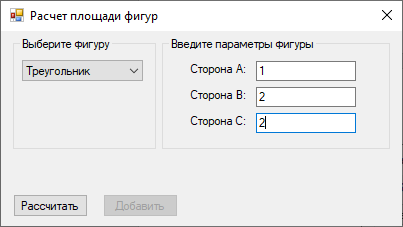 Расчет площади фигур
Выберите фигуру
Треугольник
Введите параметры фигуры
Сторона A: 1
Сторона B: 2
Сторона C: 2
Рассчитать
Добавить